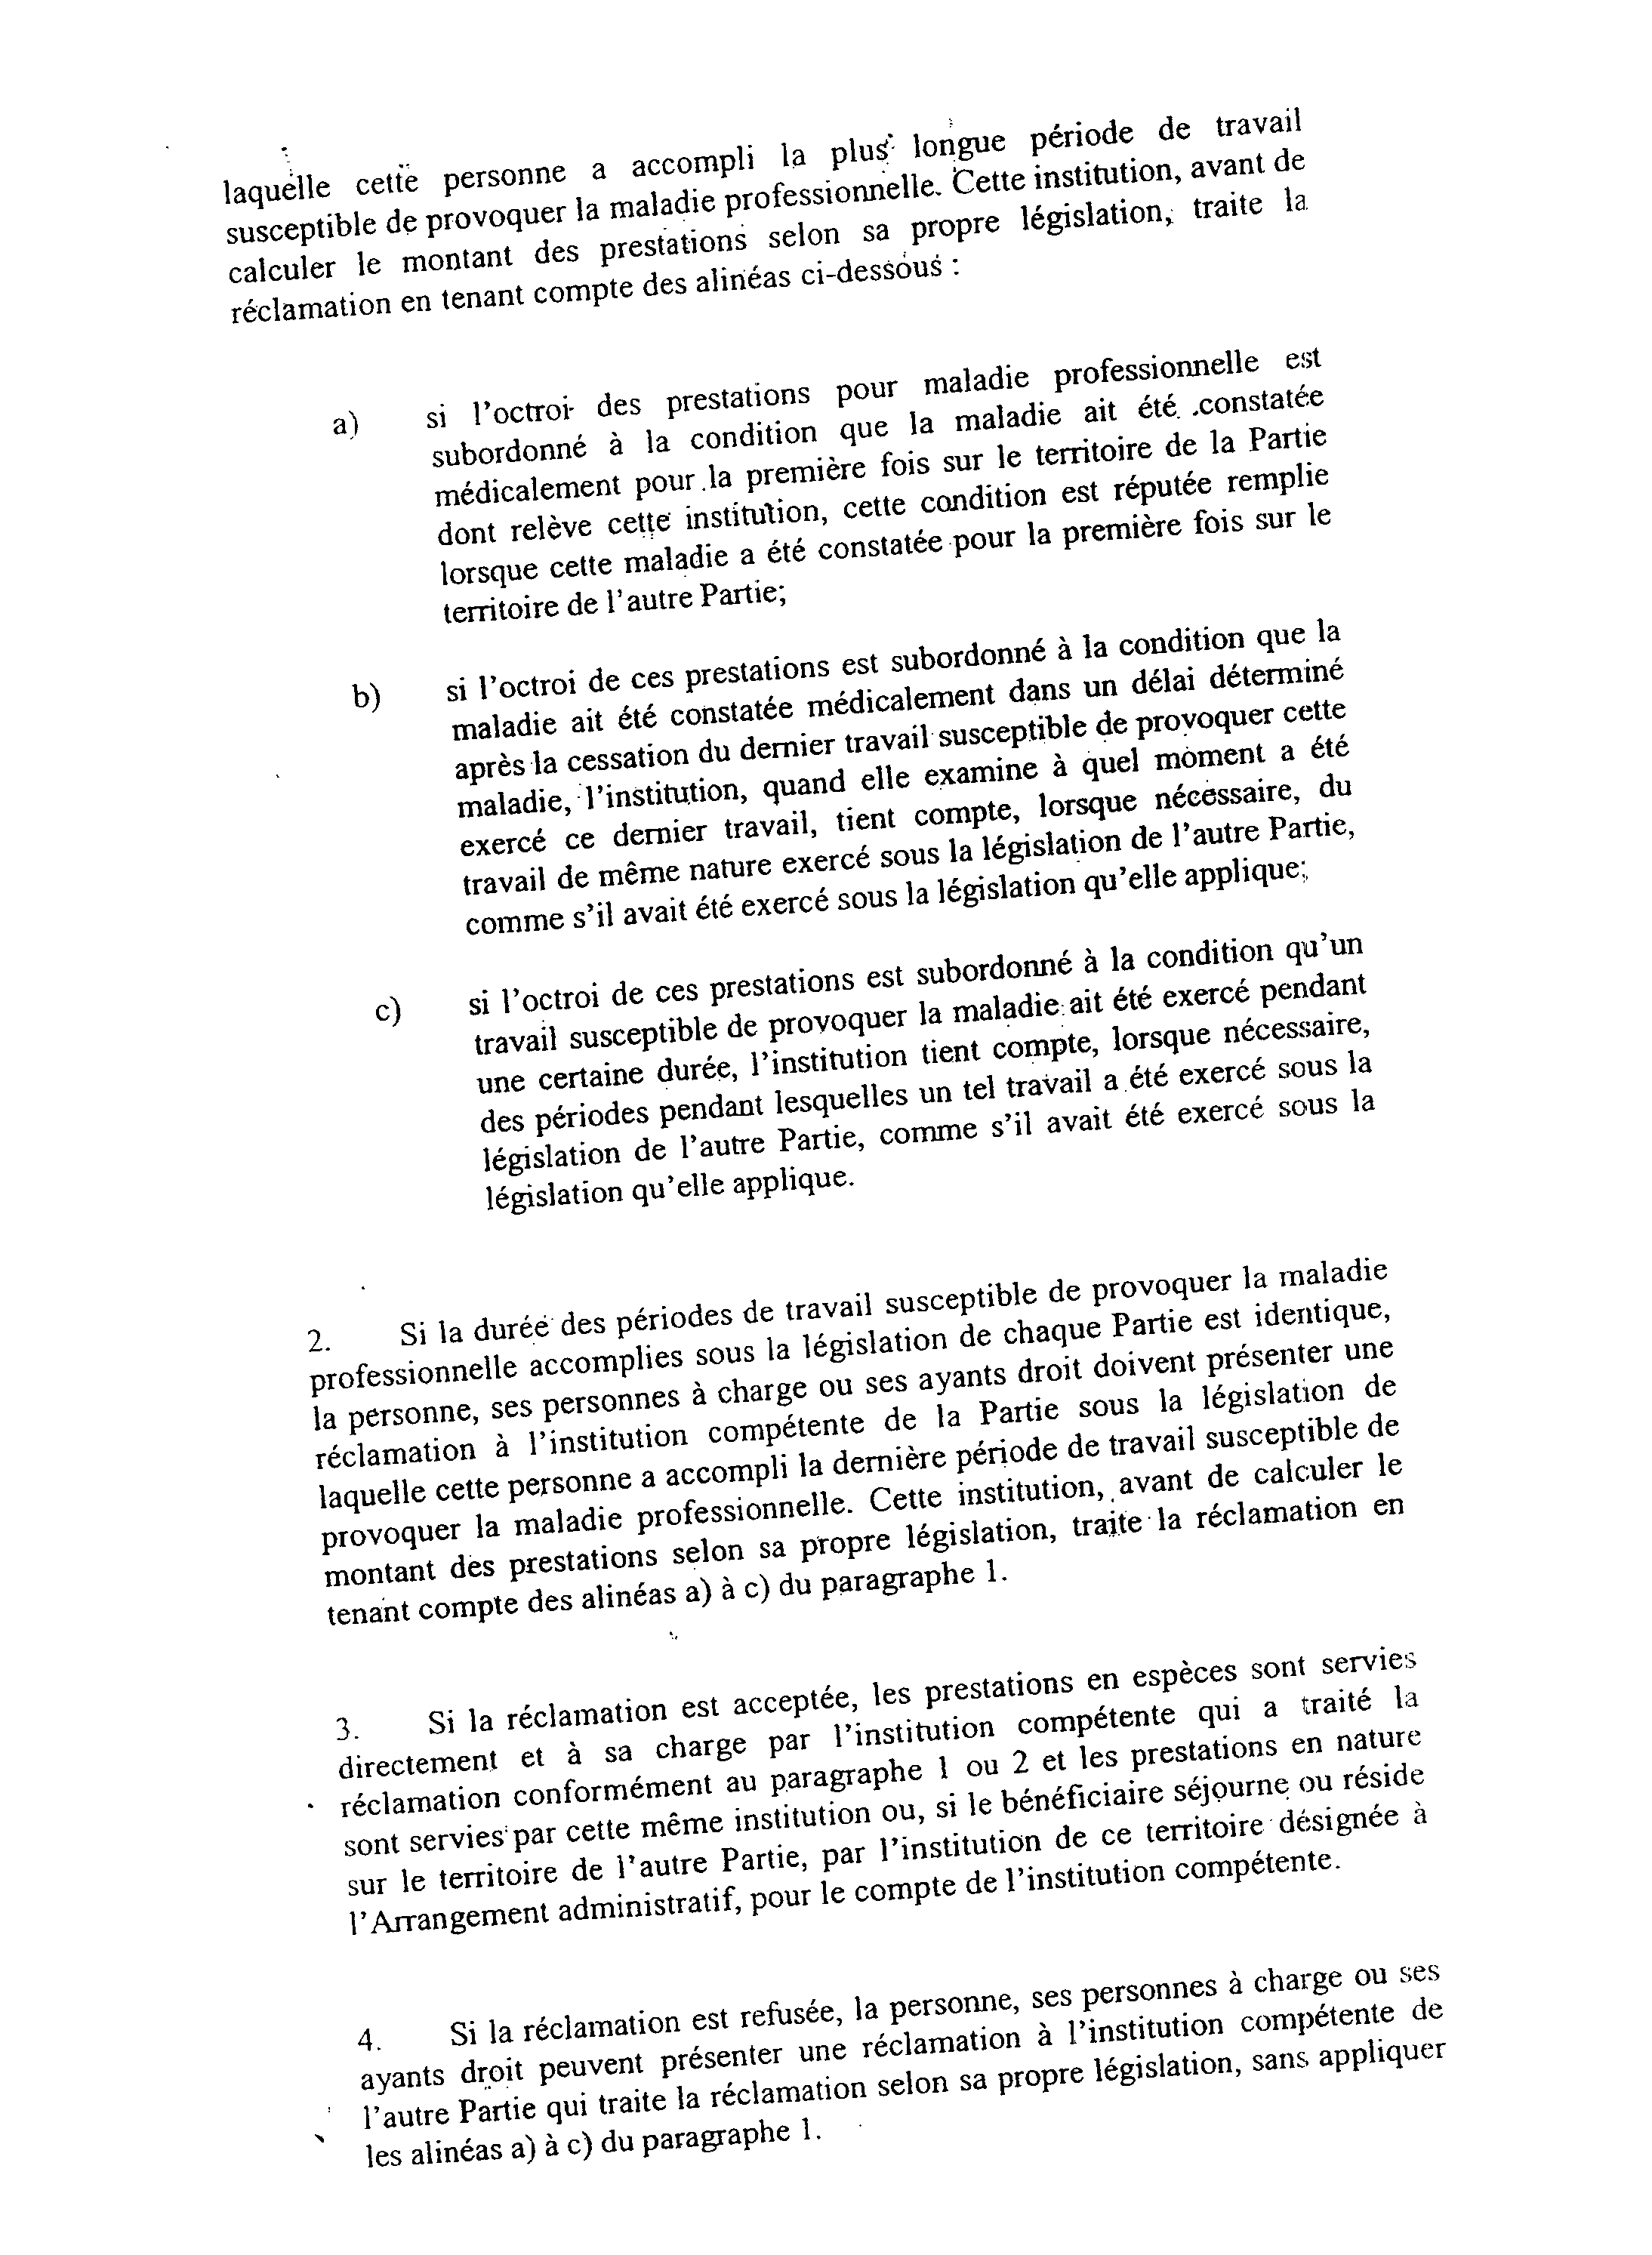 laquelle cette personne a accompli la plus longue période de travail
susceptible de provoquer la maladie professionnelle. Cette institution, avant de
calculer le montant des prestations selon sa propre législation, traite la
réclamation en tenant compte des alinéas ci-dessous :
a) si l'octroi des prestations pour maladie professionnelle est
subordonné à la condition que la maladie ait été constatée
médicalement pour la première fois sur le territoire de la Partie
dont relève cette institution, cette condition est réputée remplie
lorsque cette maladie a été constatée pour la première fois sur le
territoire de l'autre Partie;
b) si l'octroi de ces prestations est subordonné à la condition que la
maladie ait été constatée médicalement dans un délai déterminé
après la cessation du dernier travail susceptible de provoquer cette
maladie, l'institution, quand elle examine à quel moment a été
exercé ce dernier travail, tient compte, lorsque nécessaire, du
travail de même nature exercé sous la législation de l'autre Partie,
comme s'il avait été exercé sous la législation qu'elle applique;
c) si l'octroi de ces prestations est subordonné à la condition qu'un
travail susceptible de provoquer la maladie ait été exercé pendant
une certaine durée, l'institution tient compte, lorsque nécessaire,
des périodes pendant lesquelles un tel travail a été exercé sous la
législation de l'autre Partie, comme s'il avait été exercé sous la
législation qu'elle applique.
2. Si la durée des périodes de travail susceptible de provoquer la maladie
professionnelle accomplies sous la législation de chaque Partie est identique,
la personne, ses personnes à charge ou ses ayants droit doivent présenter une
réclamation à l'institution compétente de la Partie sous la législation de
laquelle cette personne a accompli la dernière période de travail susceptible de
provoquer la maladie professionnelle. Cette institution, avant de calculer le
montant des prestations selon sa propre législation, traite la réclamation en
tenant compte des alinéas a) à c) du paragraphe 1.
3. Si la réclamation est acceptée, les prestations en espèces sont servies
directement et à sa charge par l'institution compétente qui a traité la
réclamation conformément au paragraphe 1 ou 2 et les prestations en nature
sont servies par cette même institution ou, si le bénéficiaire séjourne ou réside
sur le territoire de l'autre Partie, par l'institution de ce territoire désignée à
l'Arrangement administratif, pour le compte de l'institution compétente.
4. Si la réclamation est refusée, la personne, ses personnes à charge ou ses
ayants droit peuvent présenter une réclamation à l'institution compétente de
l'autre Partie qui traite la réclamation selon sa propre législation, sans appliquer
les alinéas a) à c) du paragraphe 1.